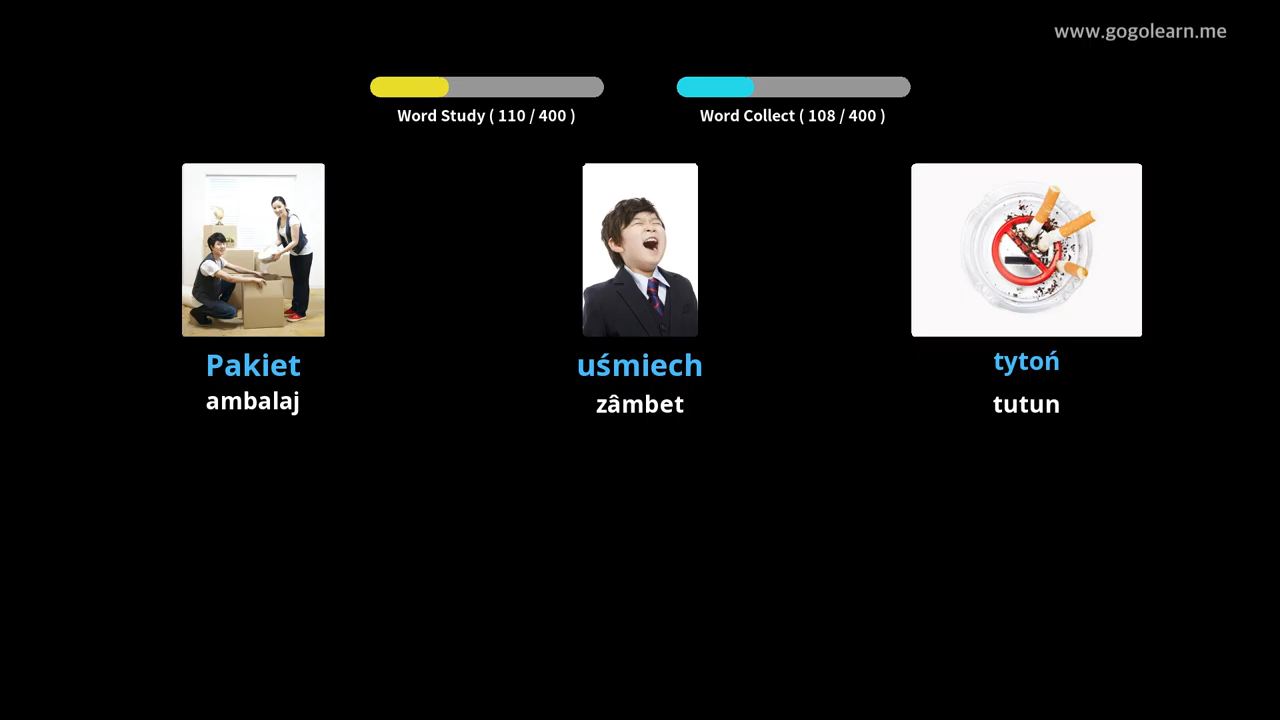 www.gogolearn.me
Word Study ( 110 / 400 )
Word Collect ( 108 / 400 )
Pakiet
ambalaj
uśmiech
zâmbet
tytoń
tutun